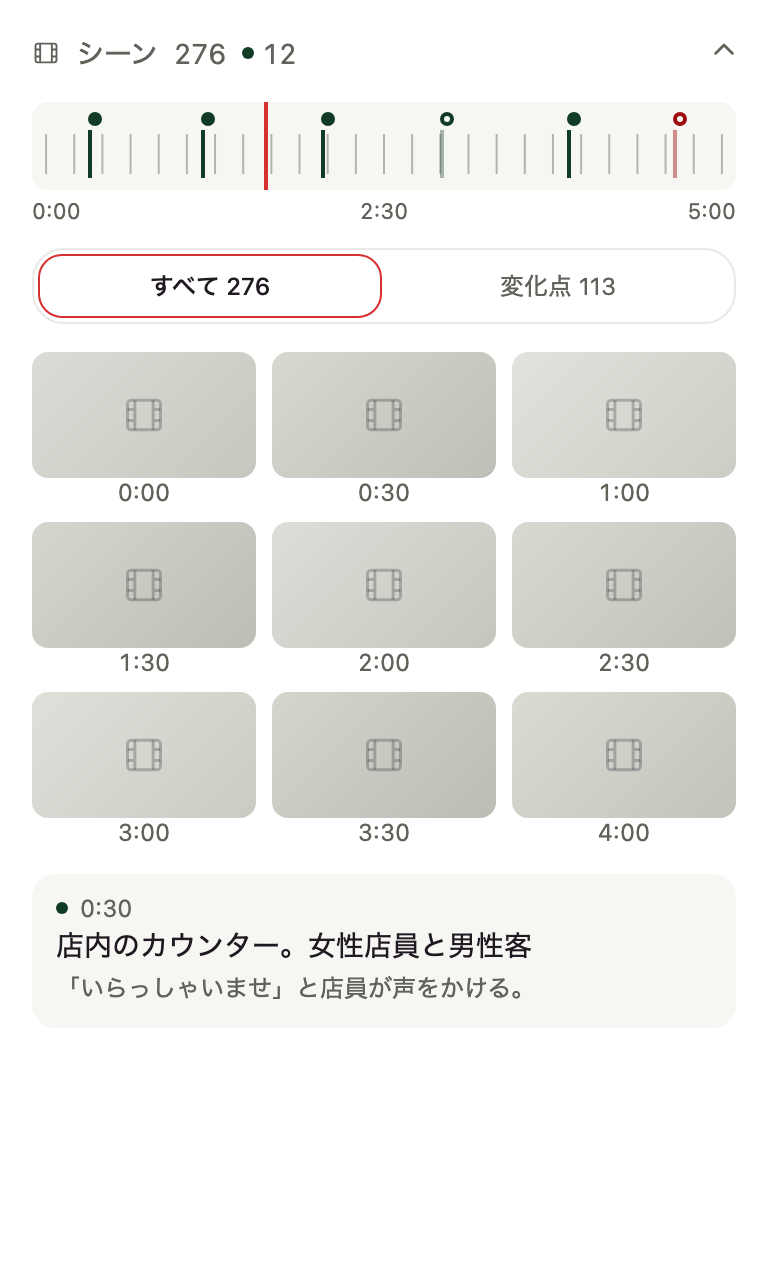 シーン 276 ● 12
0:00 2:30 5:00
すべて 276 変化点 113
0:00 0:30 1:00
1:30 2:00 2:30
3:00 3:30 4:00
0:30
店内のカウンター。女性店員と男性客
「いらっしゃいませ」と店員が声をかける。